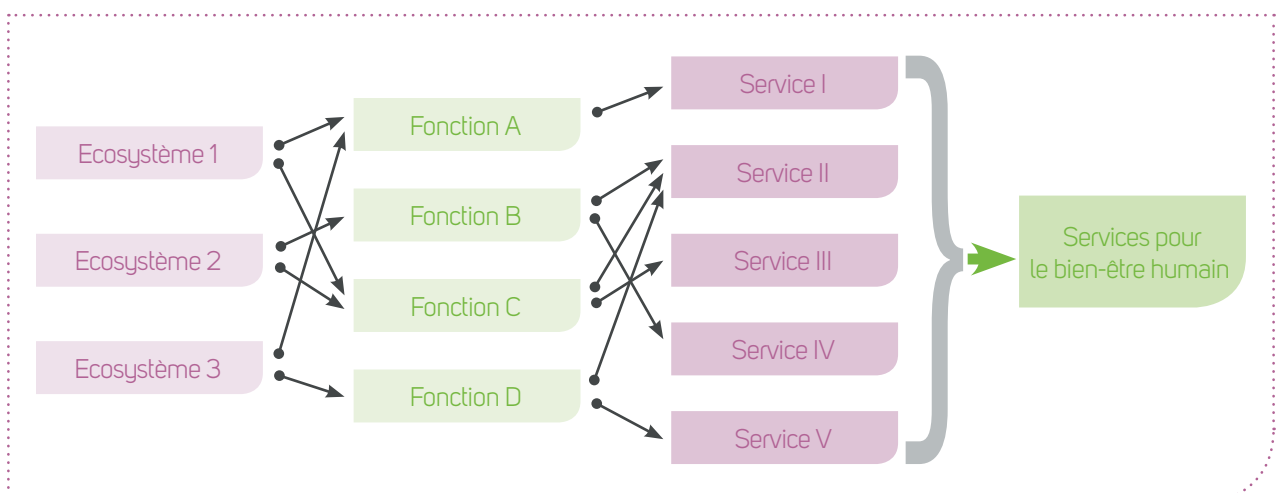 Ecosystème 1
Ecosystème 2
Ecosystème 3
Fonction A
Fonction B
Fonction C
Fonction D
Service I
Service II
Service III
Service IV
Service V
Services pour
le bien-être humain